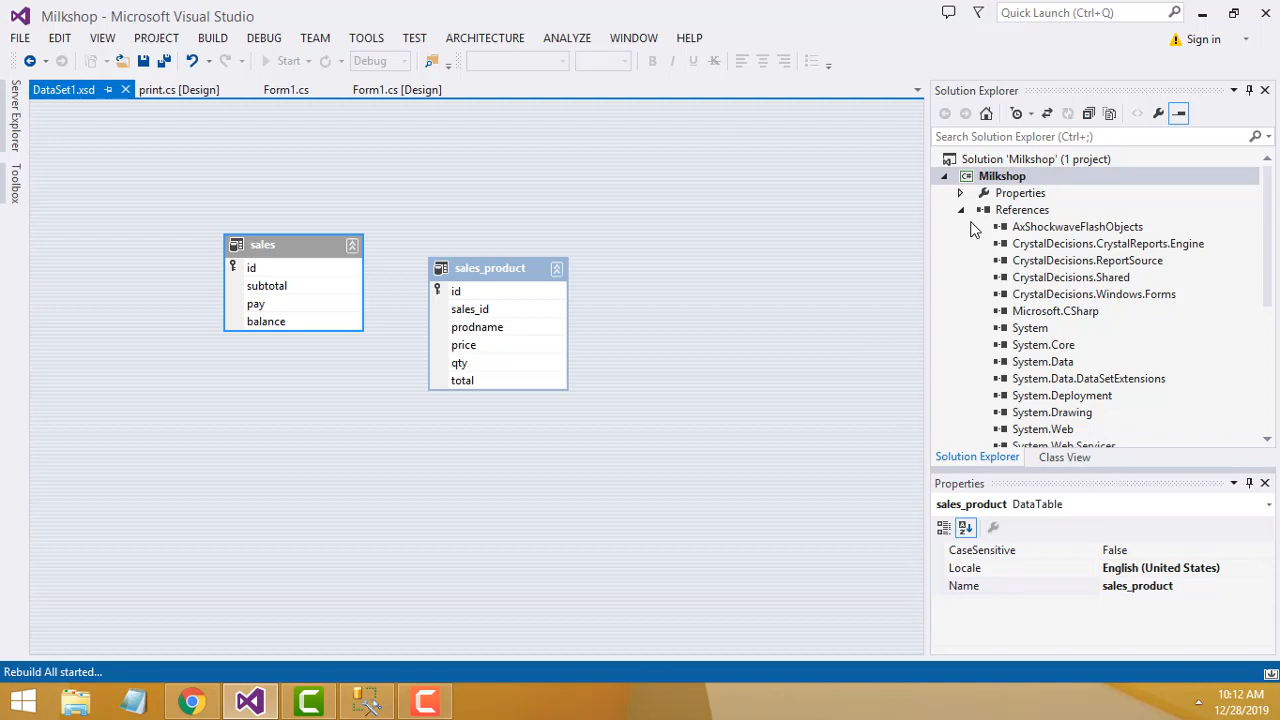 Milkshop - Microsoft Visual Studio
Quick Launch (Ctrl+Q)
FILE EDIT VIEW PROJECT BUILD DEBUG TEAM TOOLS TEST ARCHITECTURE ANALYZE WINDOW HELP
Sign in
Start Debug
B I U
Server Explorer
Toolbox
DataSet1.xsd print.cs [Design] Form1.cs Form1.cs [Design]
sales
id
subtotal
pay
balance
sales_product
id
sales_id
prodname
price
qty
total
Solution Explorer
Search Solution Explorer (Ctrl+;)
Solution 'Milkshop' (1 project)
C# Milkshop
Properties
References
AxShockwaveFlashObjects
CrystalDecisions.CrystalReports.Engine
CrystalDecisions.ReportSource
CrystalDecisions.Shared
CrystalDecisions.Windows.Forms
Microsoft.CSharp
System
System.Core
System.Data
System.Data.DataSetExtensions
System.Deployment
System.Drawing
System.Web
System.Web.Services
Solution Explorer Class View
Properties
sales_product DataTable
CaseSensitive False
Locale English (United States)
Name sales_product
Rebuild All started...
10:12 AM
12/28/2019